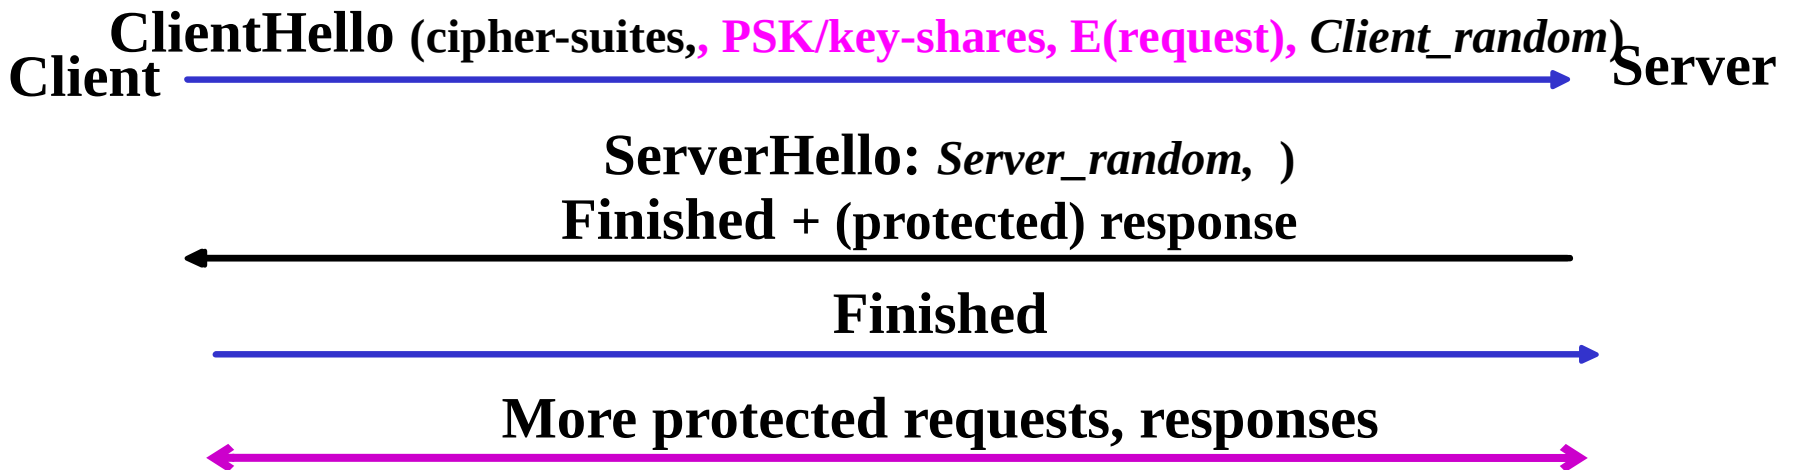 ClientHello (cipher-suites,, PSK/key-shares, E(request), Client_random)
Client
Server
ServerHello: Server_random, )
Finished + (protected) response
Finished
More protected requests, responses